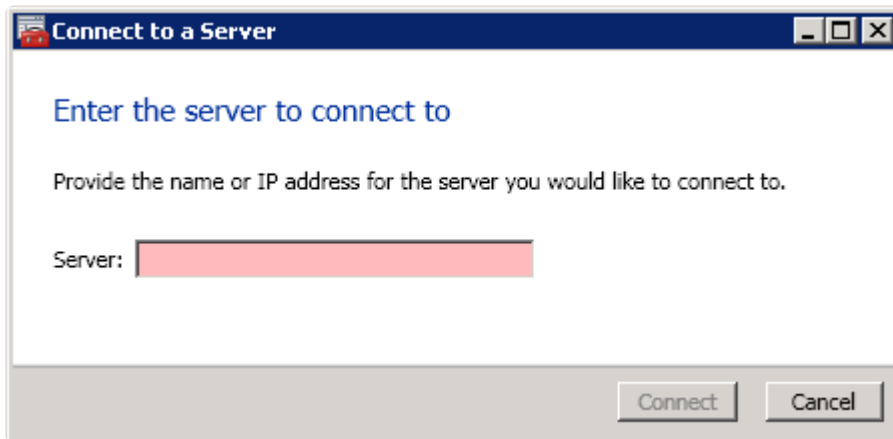 Connect to a Server
Enter the server to connect to
Provide the name or IP address for the server you would like to connect to.
Server:
Connect
Cancel